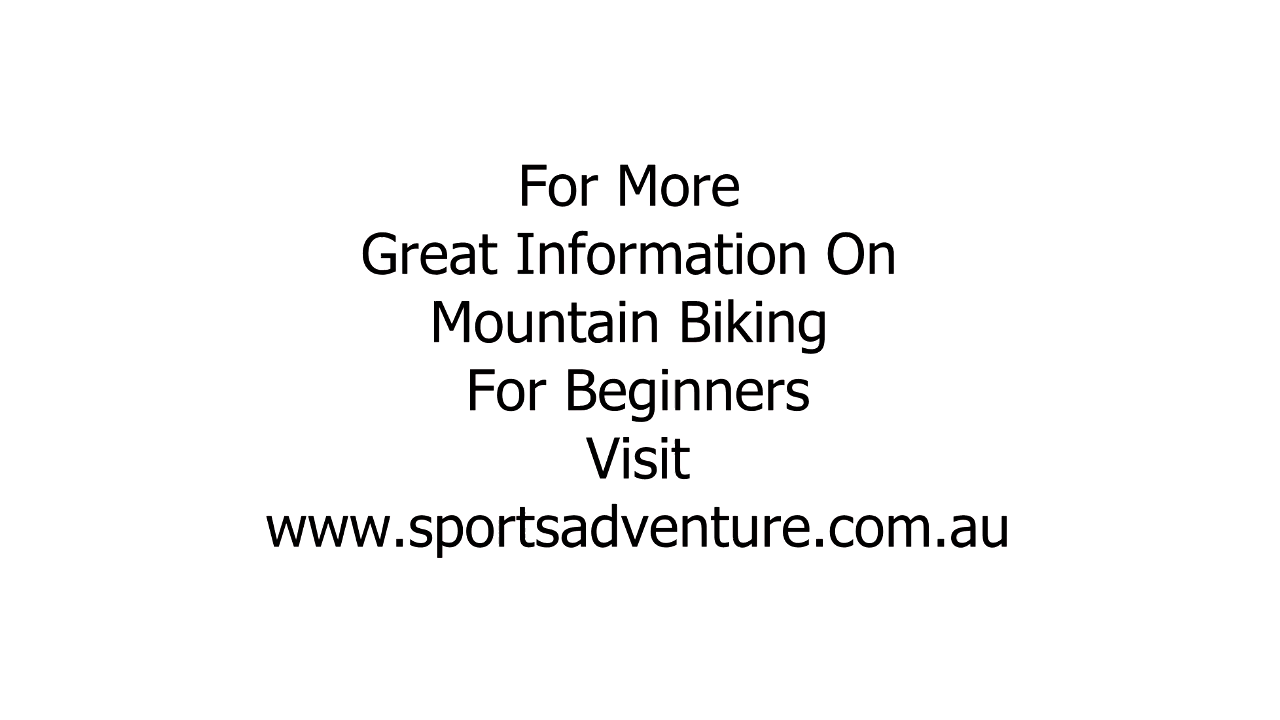 For More
Great Information On
Mountain Biking
For Beginners
Visit
www.sportsadventure.com.au